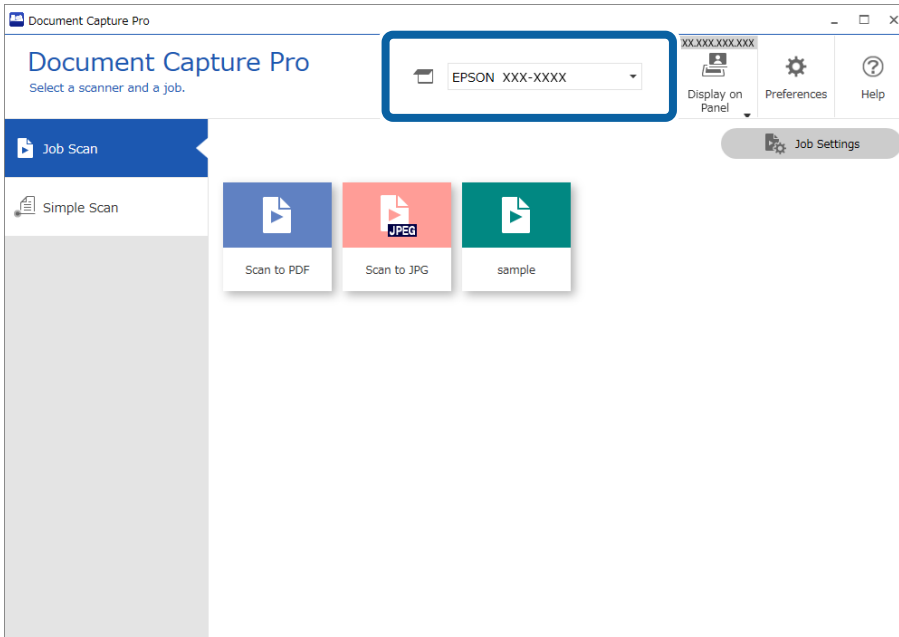 Document Capture Pro
Document Capture Pro
Select a scanner and a job.
EPSON XXX-XXXX
XX.XXX.XXX.XXX
Display on
Panel
Preferences
Help
Job Scan
Job Settings
Simple Scan
JPEG
Scan to PDF
Scan to JPG
sample